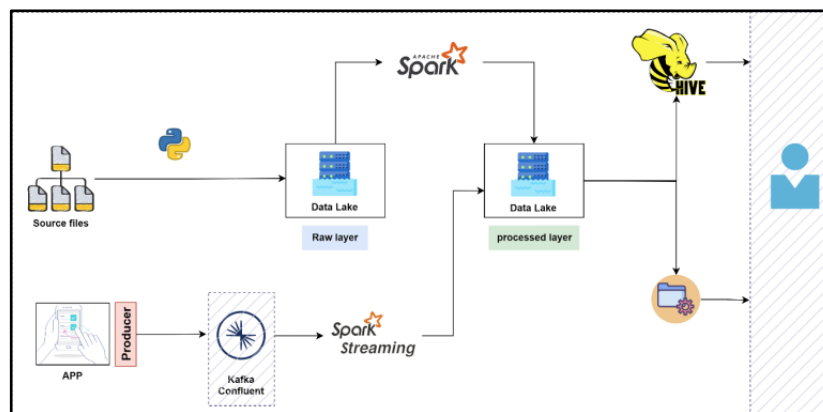 APACHE
Spark
HIVE
Source files
Data Lake
Data Lake
Raw layer
processed layer
Producer
Spark
Streaming
APP
Kafka
Confluent